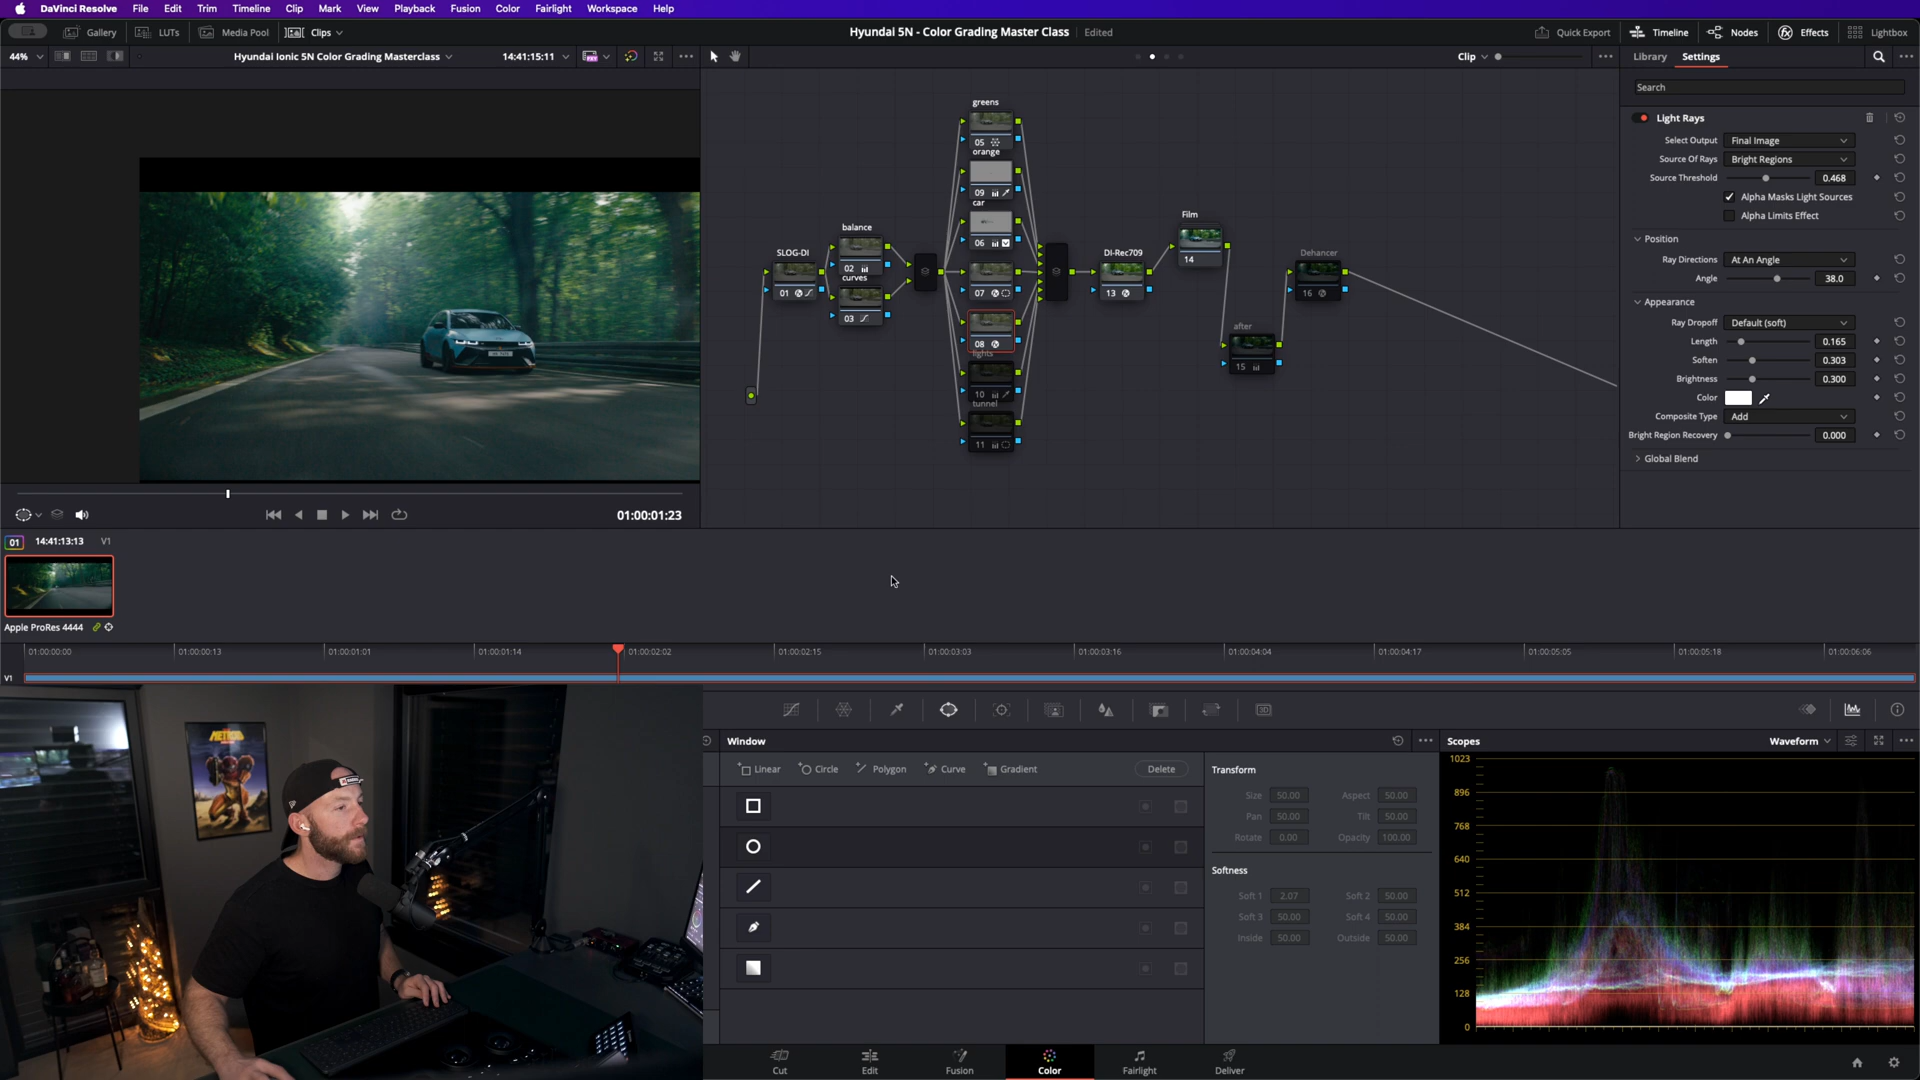 DaVinci Resolve File Edit Trim Timeline Clip Mark View Playback Fusion Color Fairlight Workspace Help
Gallery LUTs Media Pool Clips Hyundai 5N - Color Grading Master Class Edited Quick Export Timeline Nodes Effects Lightbox
44% Hyundai Ionic 5N Color Grading Masterclass 14:41:15:11 Clip Library Settings
Search
Light Rays
Select Output Final Image
Source Of Rays Bright Regions
Source Threshold 0.468
Alpha Masks Light Sources
Alpha Limits Effect
Position
Ray Directions At An Angle
Angle 38.0
Appearance
Ray Dropoff Default (soft)
Length 0.165
Soften 0.303
Brightness 0.300
Color
Composite Type Add
Bright Region Recovery 0.000
Global Blend
greens
05
orange
09
car
06
07
08
lights
10
tunnel
11
SLOG-DI
01
balance
02
curves
03
DI-Rec709
13
Film
14
after
15
Dehancer
16
01:00:01:23
01 14:41:13:13 V1
Apple ProRes 4444
01:00:00:00 01:00:00:13 01:00:01:01 01:00:01:14 01:00:02:02 01:00:02:15 01:00:03:03 01:00:03:16 01:00:04:04 01:00:04:17 01:00:05:05 01:00:05:18 01:00:06:06
V1
METROID
3D
Window
Linear Circle Polygon Curve Gradient Delete
Transform
Size 50.00 Aspect 50.00
Pan 50.00 Tilt 50.00
Rotate 0.00 Opacity 100.00
Softness
Soft 1 2.07 Soft 2 50.00
Soft 3 50.00 Soft 4 50.00
Inside 50.00 Outside 50.00
Scopes Waveform
1023
896
768
640
512
384
256
128
0
Cut Edit Fusion Color Fairlight Deliver